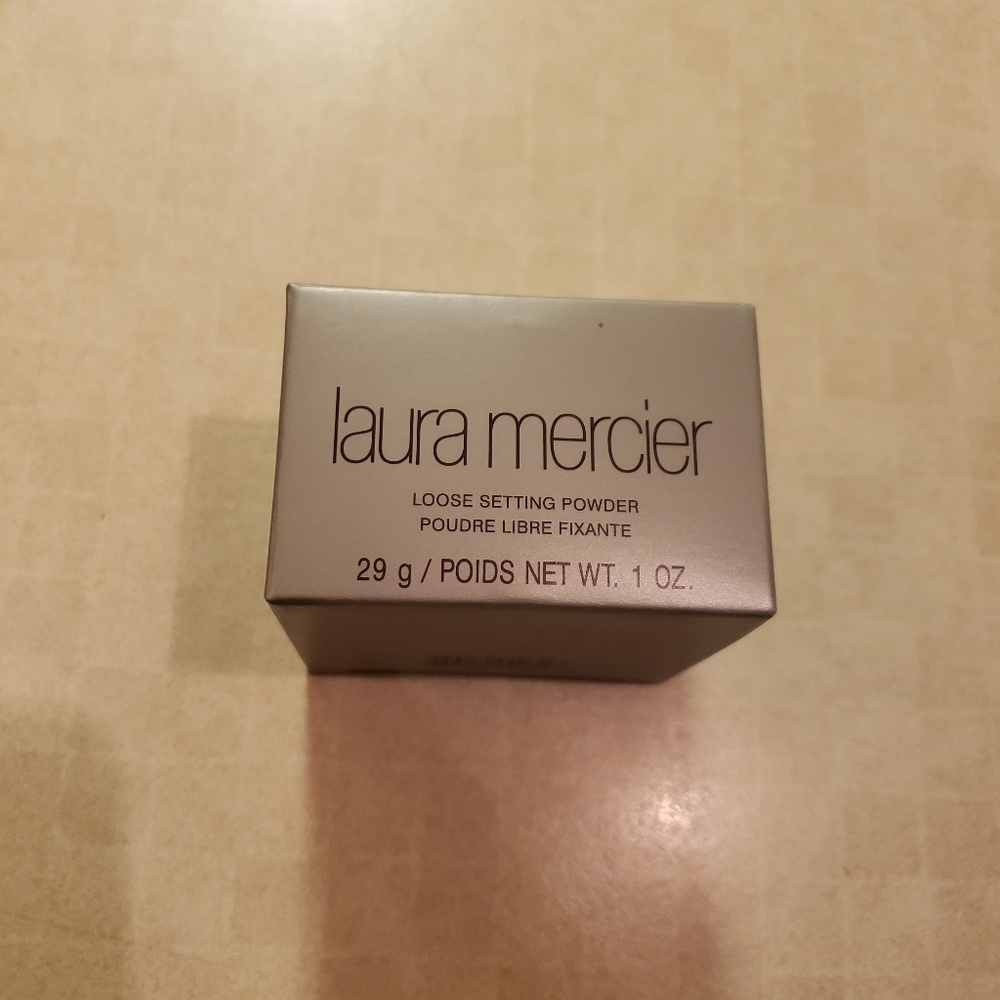 laura mercier
LOOSE SETTING POWDER
POUDRE LIBRE FIXANTE
29 g / POIDS NET WT. 1 OZ.